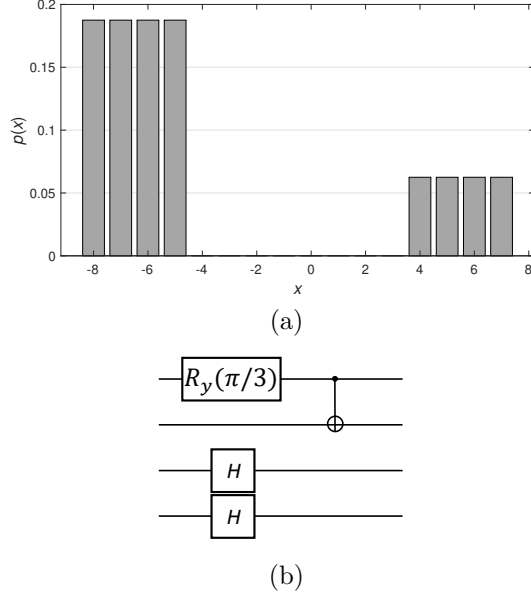 0.2
0.15
0.1
0.05
0
p(x)
-8 -6 -4 -2 0 2 4 6 8
x
(a)
R_y(π/3)
H
H
(b)